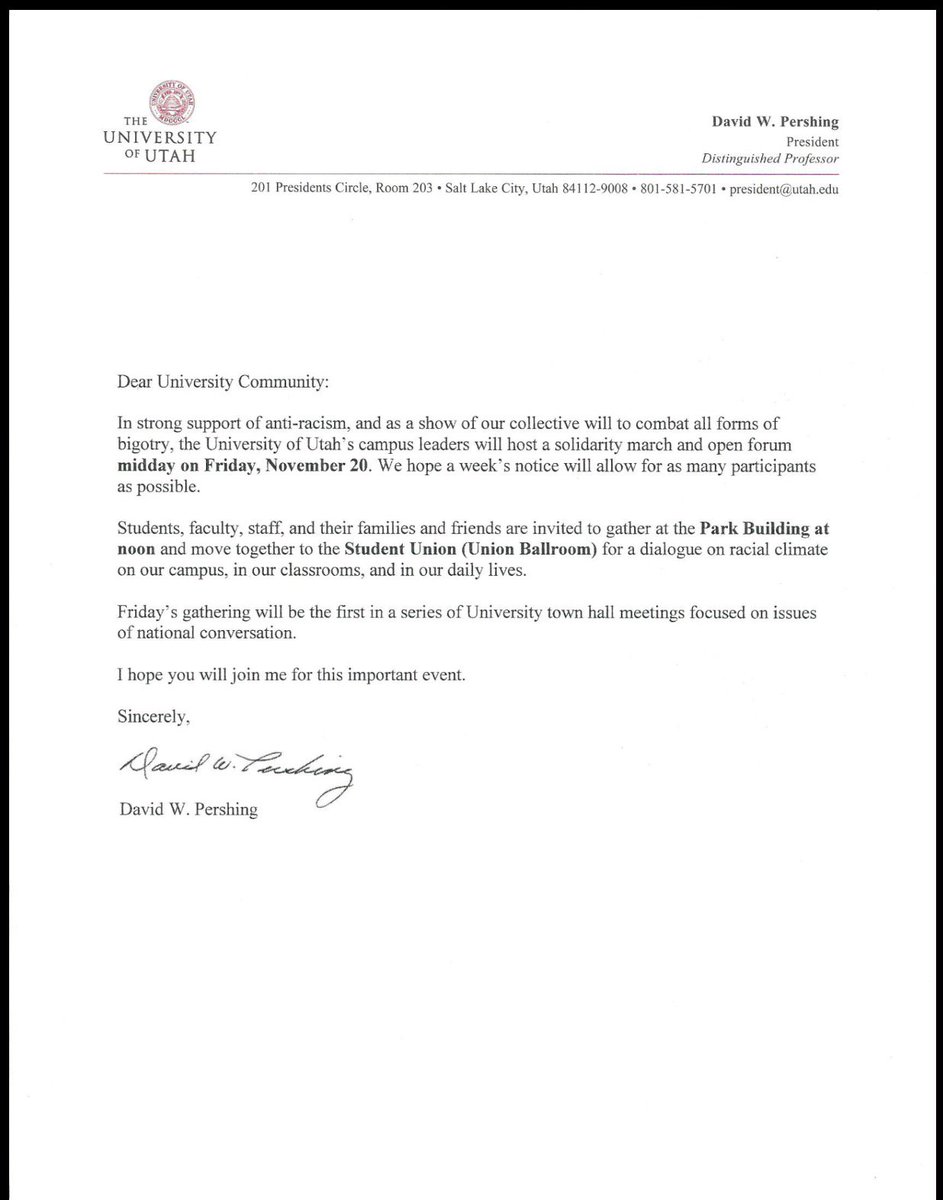 THE
UNIVERSITY
OF UTAH
David W. Pershing
President
Distinguished Professor
201 Presidents Circle, Room 203 • Salt Lake City, Utah 84112-9008 • 801-581-5701 • president@utah.edu
Dear University Community:
In strong support of anti-racism, and as a show of our collective will to combat all forms of
bigotry, the University of Utah's campus leaders will host a solidarity march and open forum
midday on Friday, November 20. We hope a week's notice will allow for as many participants
as possible.
Students, faculty, staff, and their families and friends are invited to gather at the Park Building at
noon and move together to the Student Union (Union Ballroom) for a dialogue on racial climate
on our campus, in our classrooms, and in our daily lives.
Friday's gathering will be the first in a series of University town hall meetings focused on issues
of national conversation.
I hope you will join me for this important event.
Sincerely,
David W. Pershing
David W. Pershing